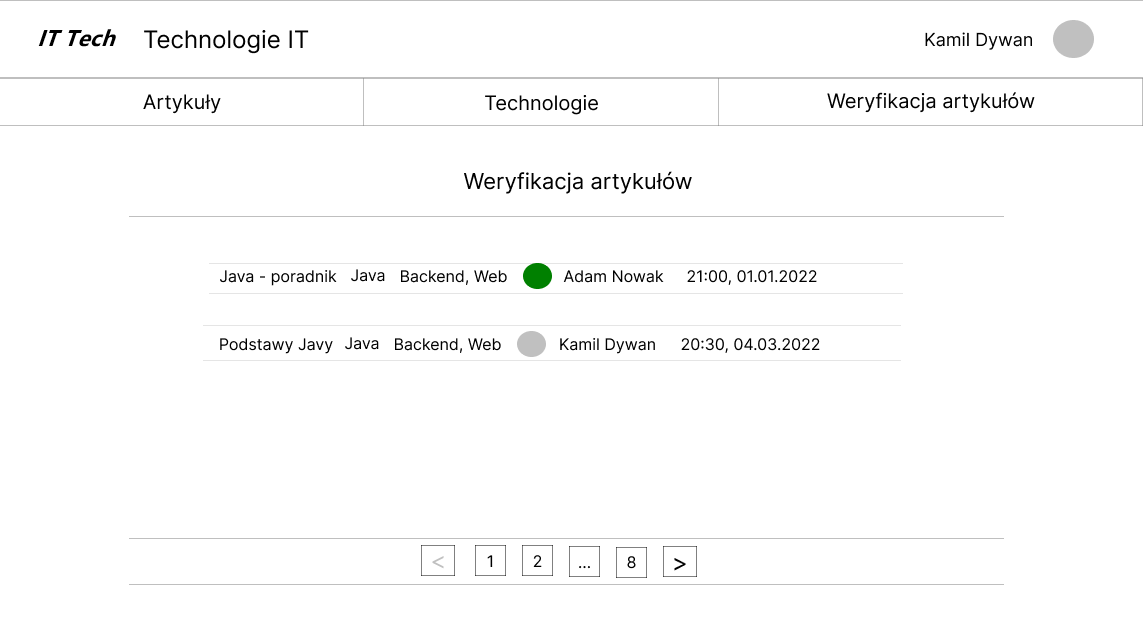 IT Tech Technologie IT Kamil Dywan
Artykuły Technologie Weryfikacja artykułów
Weryfikacja artykułów
Java - poradnik Java Backend, Web Adam Nowak 21:00, 01.01.2022
Podstawy Javy Java Backend, Web Kamil Dywan 20:30, 04.03.2022
< 1 2 ... 8 >